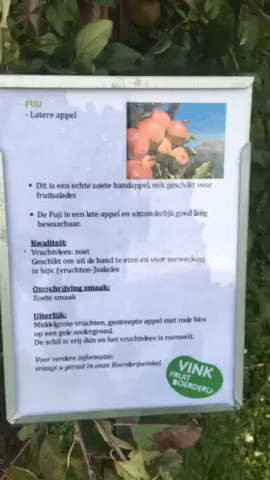 Fuji
- Latere appel
• Dit is een echte zoete handappel, ook geschikt voor
fruitsalades
• De Fuji is een late appel en uitzonderlijk goed lang
bewaarbaar.
Kwaliteit:
Vruchtvlees: zoet
Geschikt om uit de hand te eten en voor verwerking
in bijv. (vruchten-)salades
Omschrijving smaak:
Zoete smaak
Uiterlijk:
Middelgrote vruchten, gestreepte appel met rode blos
op een gele ondergrond.
De schil is vrij dun en het vruchtvlees is roomwit.
Voor verdere informatie:
vraagt u gerust in onze Boerderijwinkel
VINK
FRUIT
BOERDERIJ